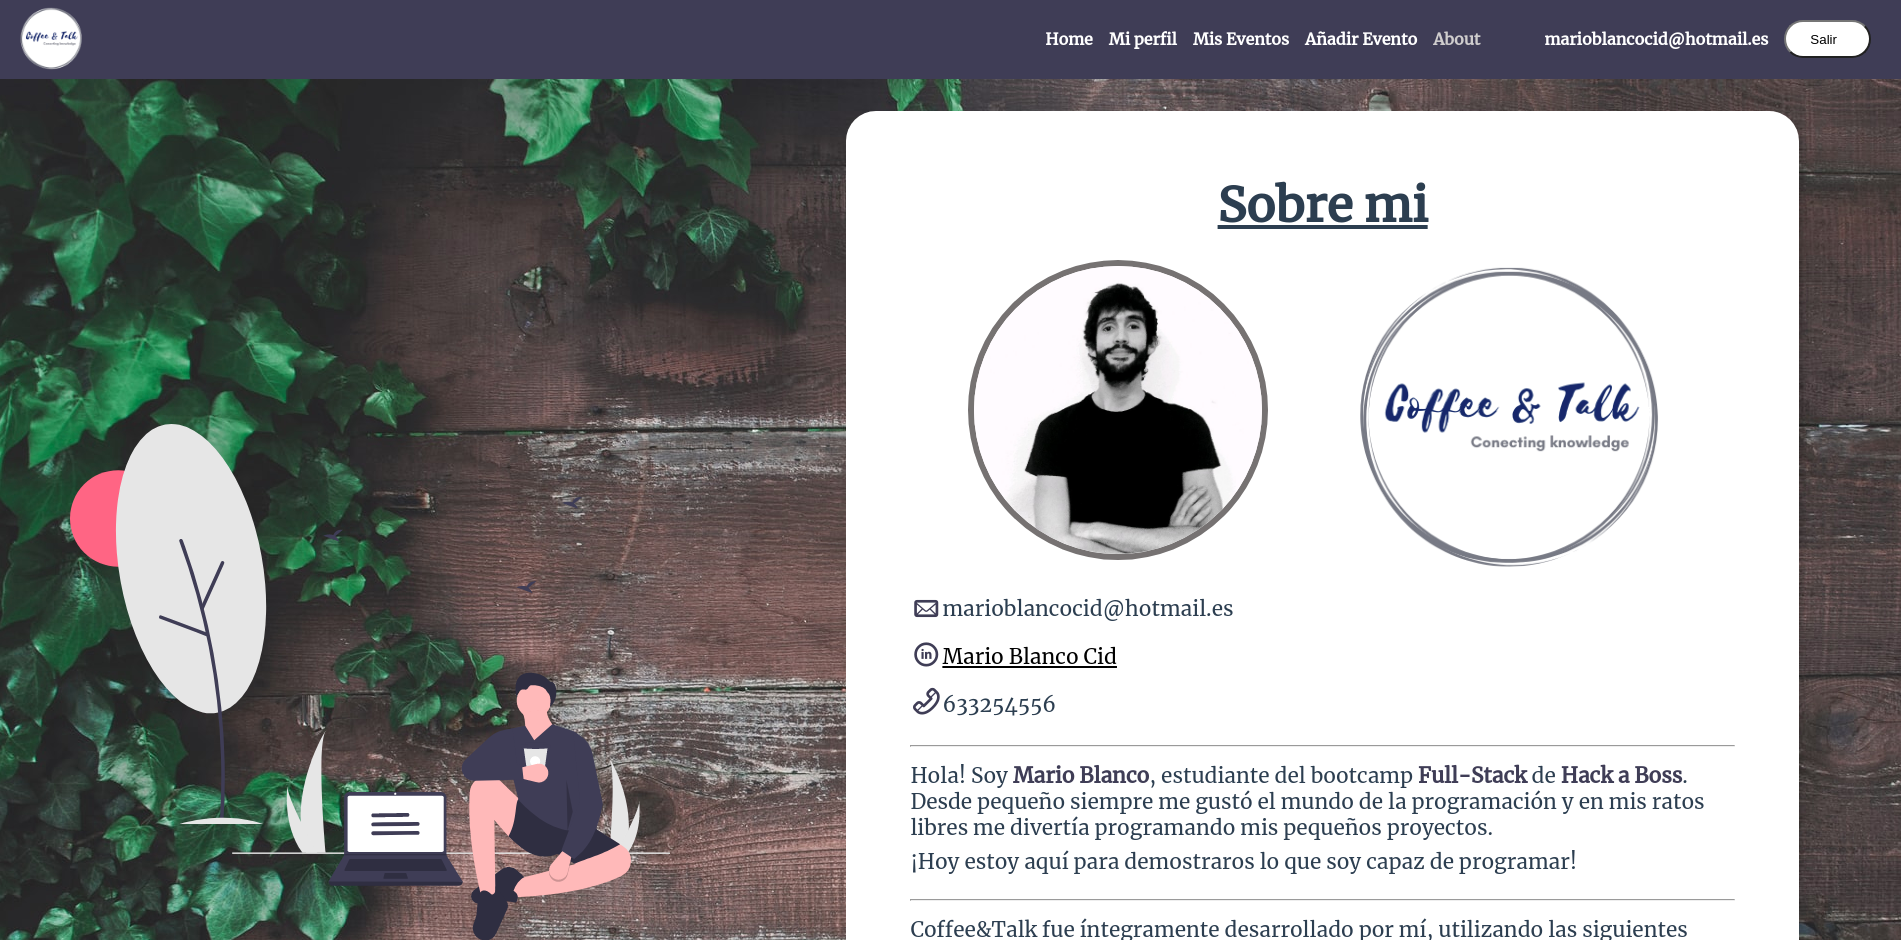 Coffee & Talk
Conecting knowledge
Home Mi perfil Mis Eventos Añadir Evento About marioblancocid@hotmail.es Salir
Sobre mi
Coffee & Talk
Conecting knowledge
marioblancocid@hotmail.es
in Mario Blanco Cid
633254556
Hola! Soy Mario Blanco, estudiante del bootcamp Full-Stack de Hack a Boss.
Desde pequeño siempre me gustó el mundo de la programación y en mis ratos
libres me divertía programando mis pequeños proyectos.
¡Hoy estoy aquí para demostraros lo que soy capaz de programar!
Coffee&Talk fue íntegramente desarrollado por mí, utilizando las siguientes